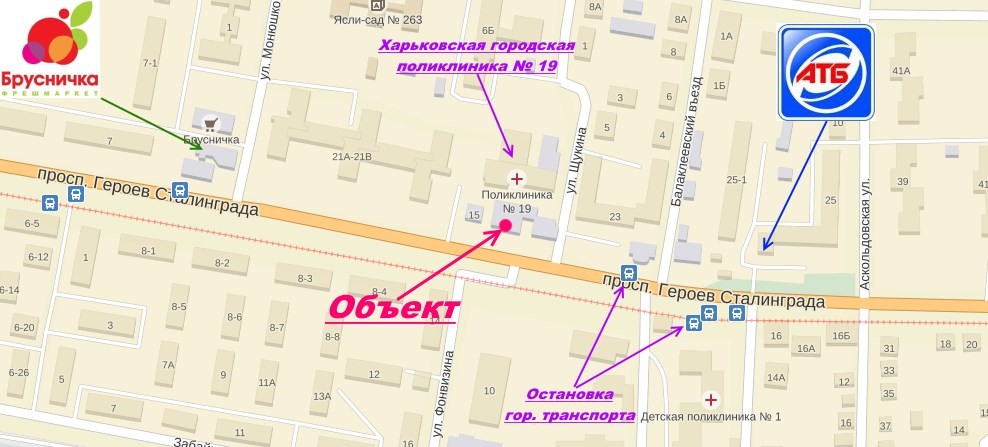 Ясли-сад № 263
8А
8А
1
6Б
ул. Монюшко
Харьковская городская
поликлиника № 19
Брусничка
ФРЕШМАРКЕТ
7-1
АТБ
41А
1Б
3
6
10
5
4
7
Брусничка
21А-21В
ул. Щукина
Балаклеевский въезд
25-1
39
Поликлиника
№ 19
15
23
25
Аскольдовская ул.
просп. Героев Сталинграда
6-5
6-12
1
8-1
8-2
8-3
8-4
6-14
Объект
просп. Героев Сталинграда
6-20
3
8-6
8-7
8-8
16
16А
16Б
18
20
31
33
35
37
5
7А
9
11А
13А
10
14А
12
14
7
11
ул. Фонвизина
Остановка
гор. транспорта
Детская поликлиника № 1
Забай